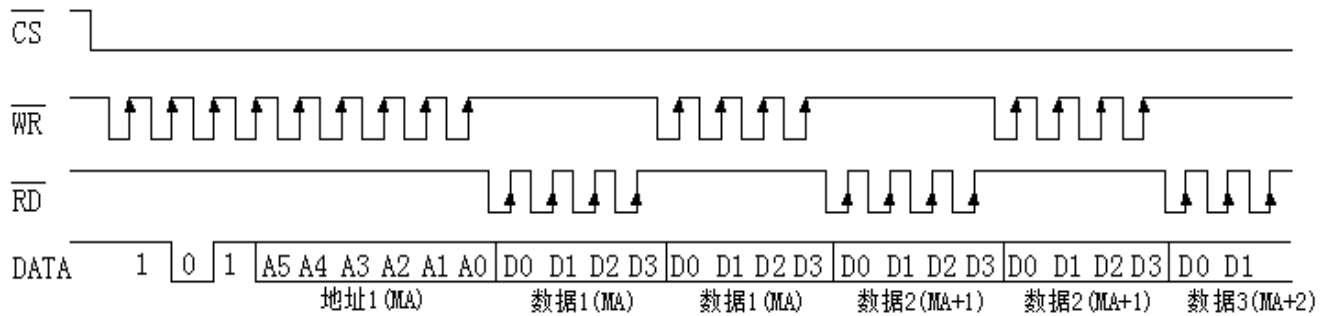 CS
WR
RD
DATA 1 0 1 A5 A4 A3 A2 A1 A0 D0 D1 D2 D3 D0 D1 D2 D3 D0 D1 D2 D3 D0 D1 D2 D3 D0 D1
地址1(MA) 数据1(MA) 数据1(MA) 数据2(MA+1) 数据2(MA+1) 数据3(MA+2)